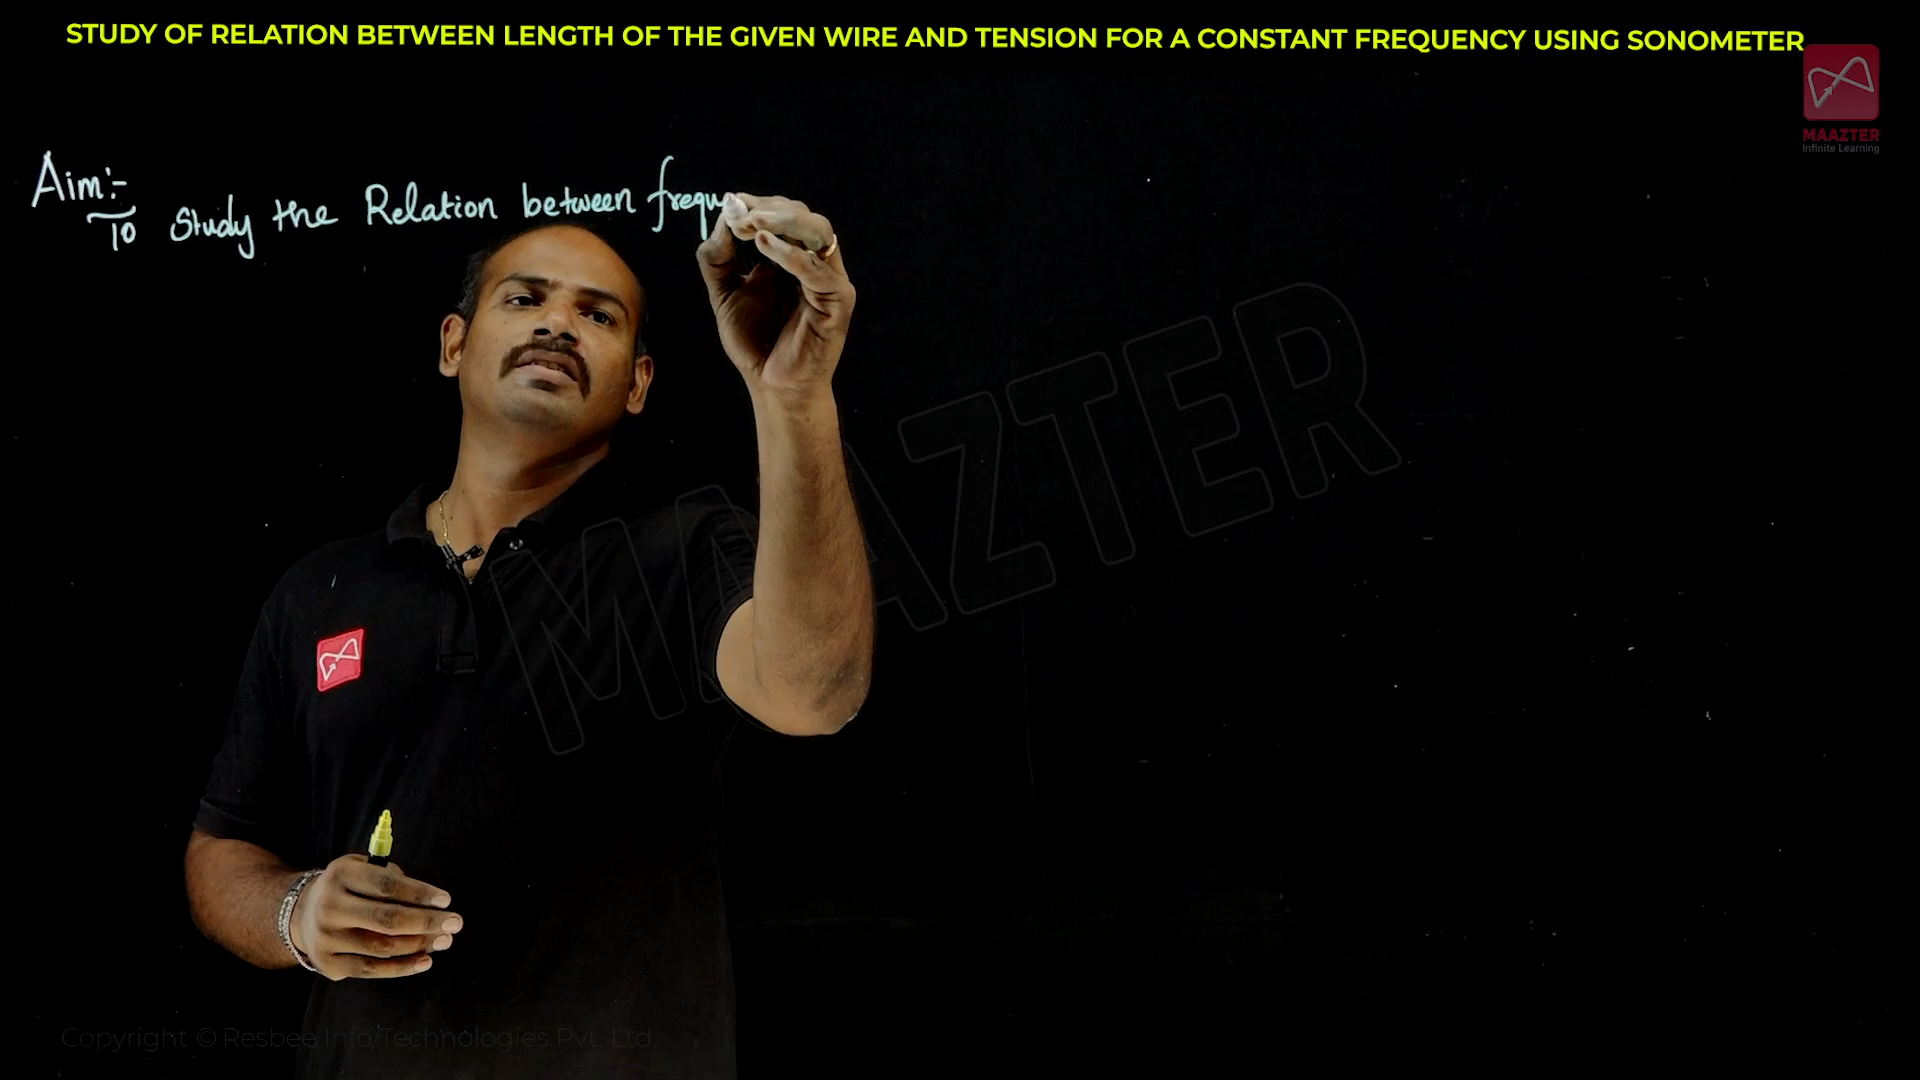 STUDY OF RELATION BETWEEN LENGTH OF THE GIVEN WIRE AND TENSION FOR A CONSTANT FREQUENCY USING SONOMETER
MAAZTER
Infinite Learning
Aim:-
To Study the Relation between frequ
MAAZTER
Copyright © Resbee Info Technologies Pvt. Ltd.